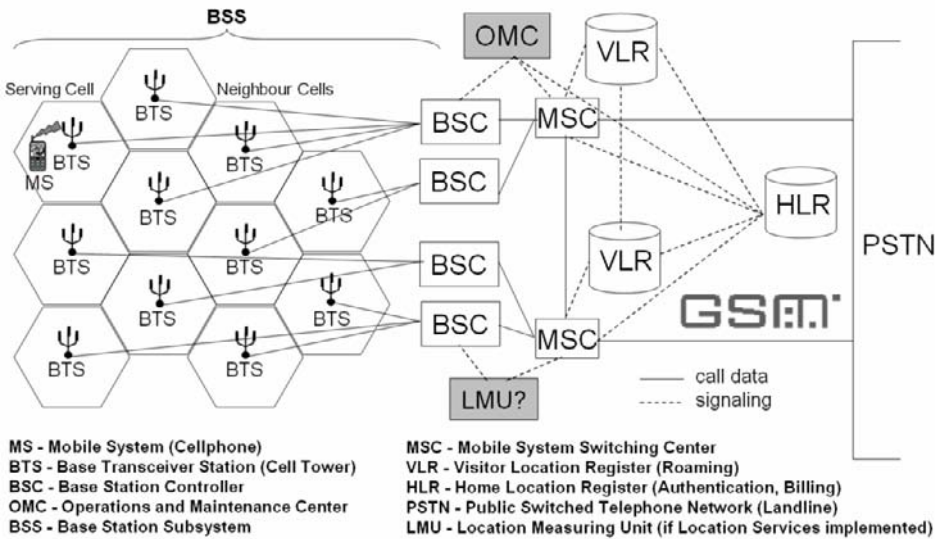 BSS
OMC
VLR
Serving Cell
Neighbour Cells
BTS
BTS
BTS
MS
BSC
MSC
BTS
BTS
BSC
HLR
BTS
BTS
VLR
PSTN
BSC
BTS
BTS
BSC
MSC
GSM
BTS
BTS
LMU?
call data
signaling
MS - Mobile System (Cellphone)
BTS - Base Transceiver Station (Cell Tower)
BSC - Base Station Controller
OMC - Operations and Maintenance Center
BSS - Base Station Subsystem
MSC - Mobile System Switching Center
VLR - Visitor Location Register (Roaming)
HLR - Home Location Register (Authentication, Billing)
PSTN - Public Switched Telephone Network (Landline)
LMU - Location Measuring Unit (if Location Services implemented)